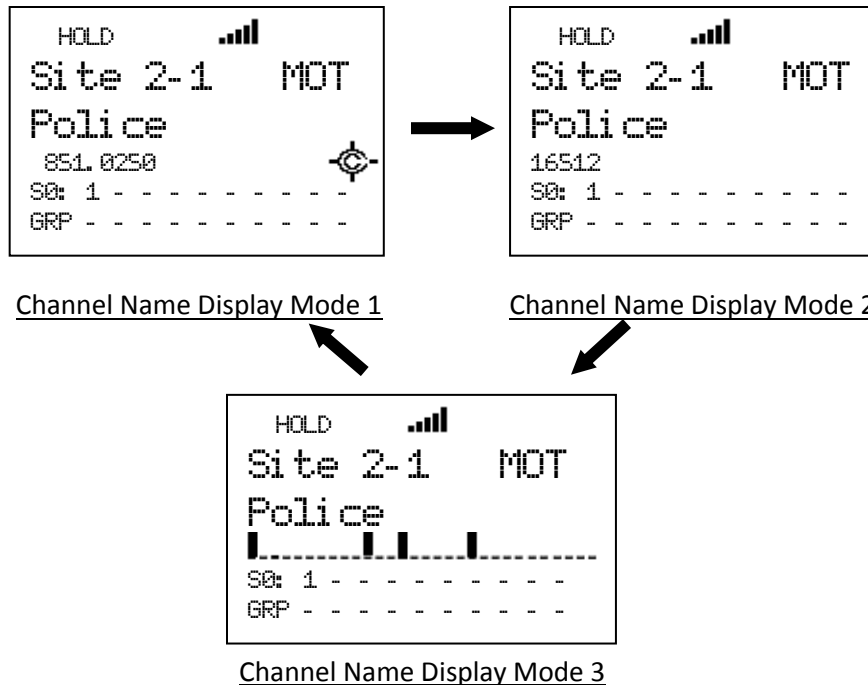 HOLD
Site 2-1 MOT
Police
851.0250
S0: 1 - - - - - - - - -
GRP - - - - - - - - - -
Channel Name Display Mode 1
HOLD
Site 2-1 MOT
Police
16512
S0: 1 - - - - - - - - -
GRP - - - - - - - - - -
Channel Name Display Mode 2
HOLD
Site 2-1 MOT
Police
S0: 1 - - - - - - - - -
GRP - - - - - - - - - -
Channel Name Display Mode 3